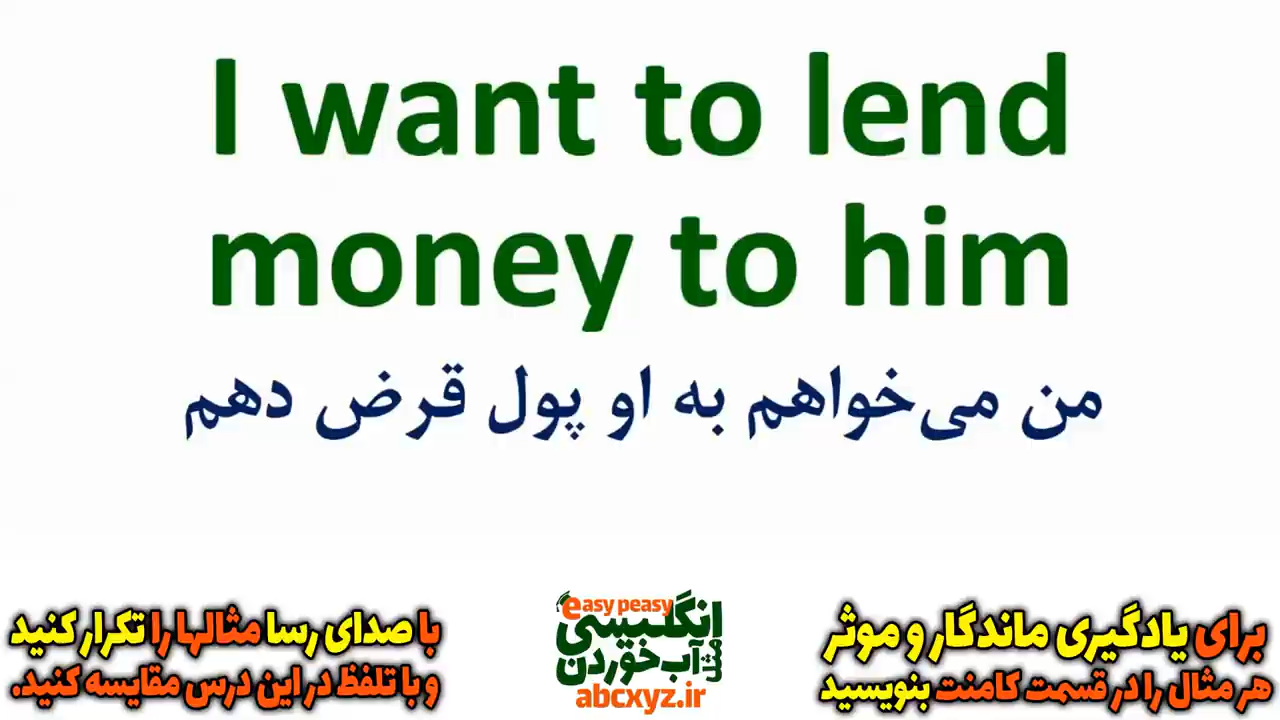 I want to lend
money to him
من می‌خواهم به او پول قرض دهم
با صدای رسا مثالها را تکرار کنید
و با تلفظ در این درس مقایسه کنید.
easy peasy
انگلیسی
مثل آب خوردن
abcxyz.ir
برای یادگیری ماندگار و موثر
هر مثال را در قسمت کامنت بنویسید